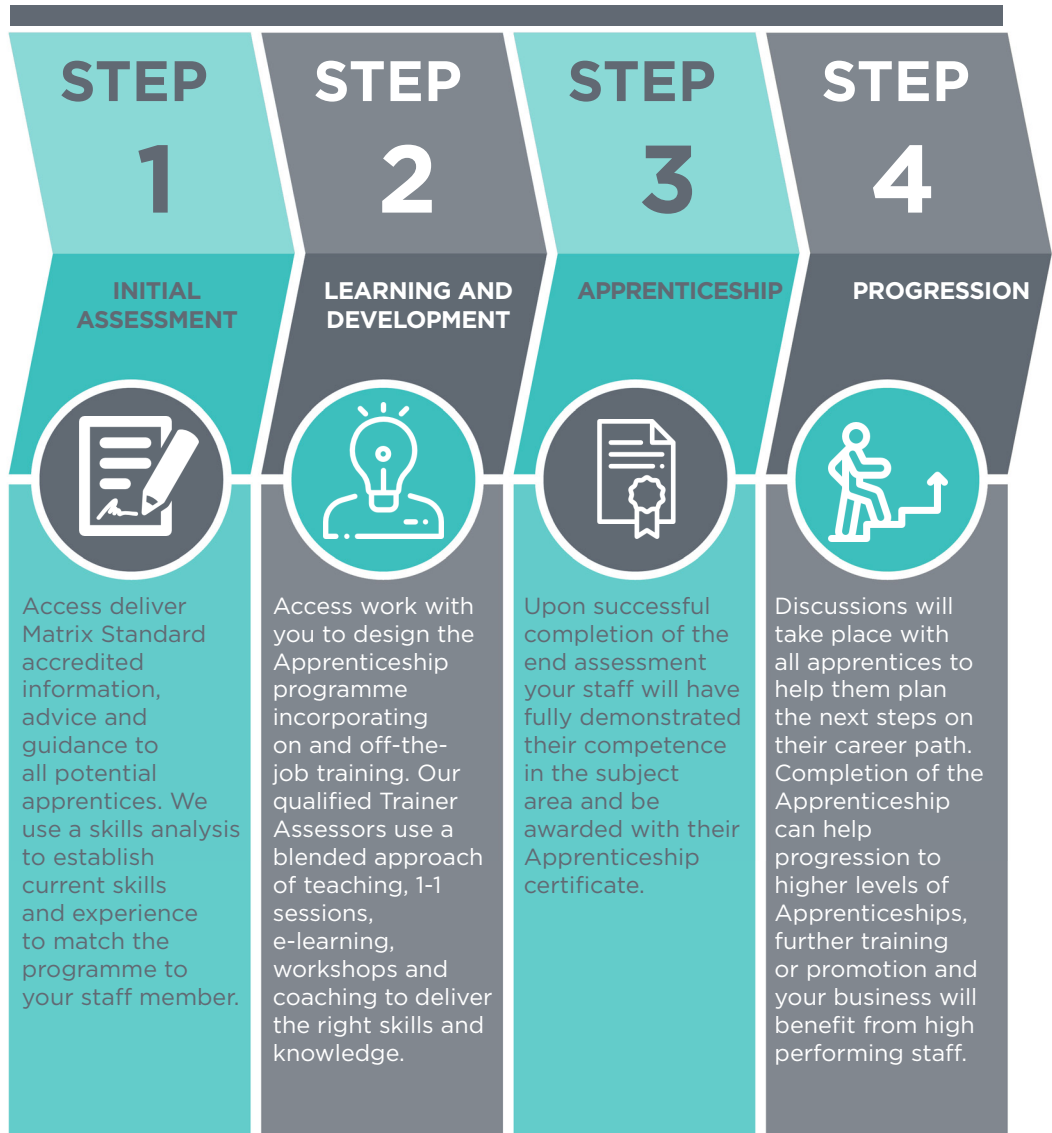 STEP
1
INITIAL
ASSESSMENT
Access deliver
Matrix Standard
accredited
information,
advice and
guidance to
all potential
apprentices. We
use a skills analysis
to establish
current skills
and experience
to match the
programme to
your staff member.
STEP
2
LEARNING AND
DEVELOPMENT
Access work with
you to design the
Apprenticeship
programme
incorporating
on and off-the-
job training. Our
qualified Trainer
Assessors use a
blended approach
of teaching, 1-1
sessions,
e-learning,
workshops and
coaching to deliver
the right skills and
knowledge.
STEP
3
APPRENTICESHIP
Upon successful
completion of the
end assessment
your staff will have
fully demonstrated
their competence
in the subject
area and be
awarded with their
Apprenticeship
certificate.
STEP
4
PROGRESSION
Discussions will
take place with
all apprentices to
help them plan
the next steps on
their career path.
Completion of the
Apprenticeship
can help
progression to
higher levels of
Apprenticeships,
further training
or promotion and
your business will
benefit from high
performing staff.